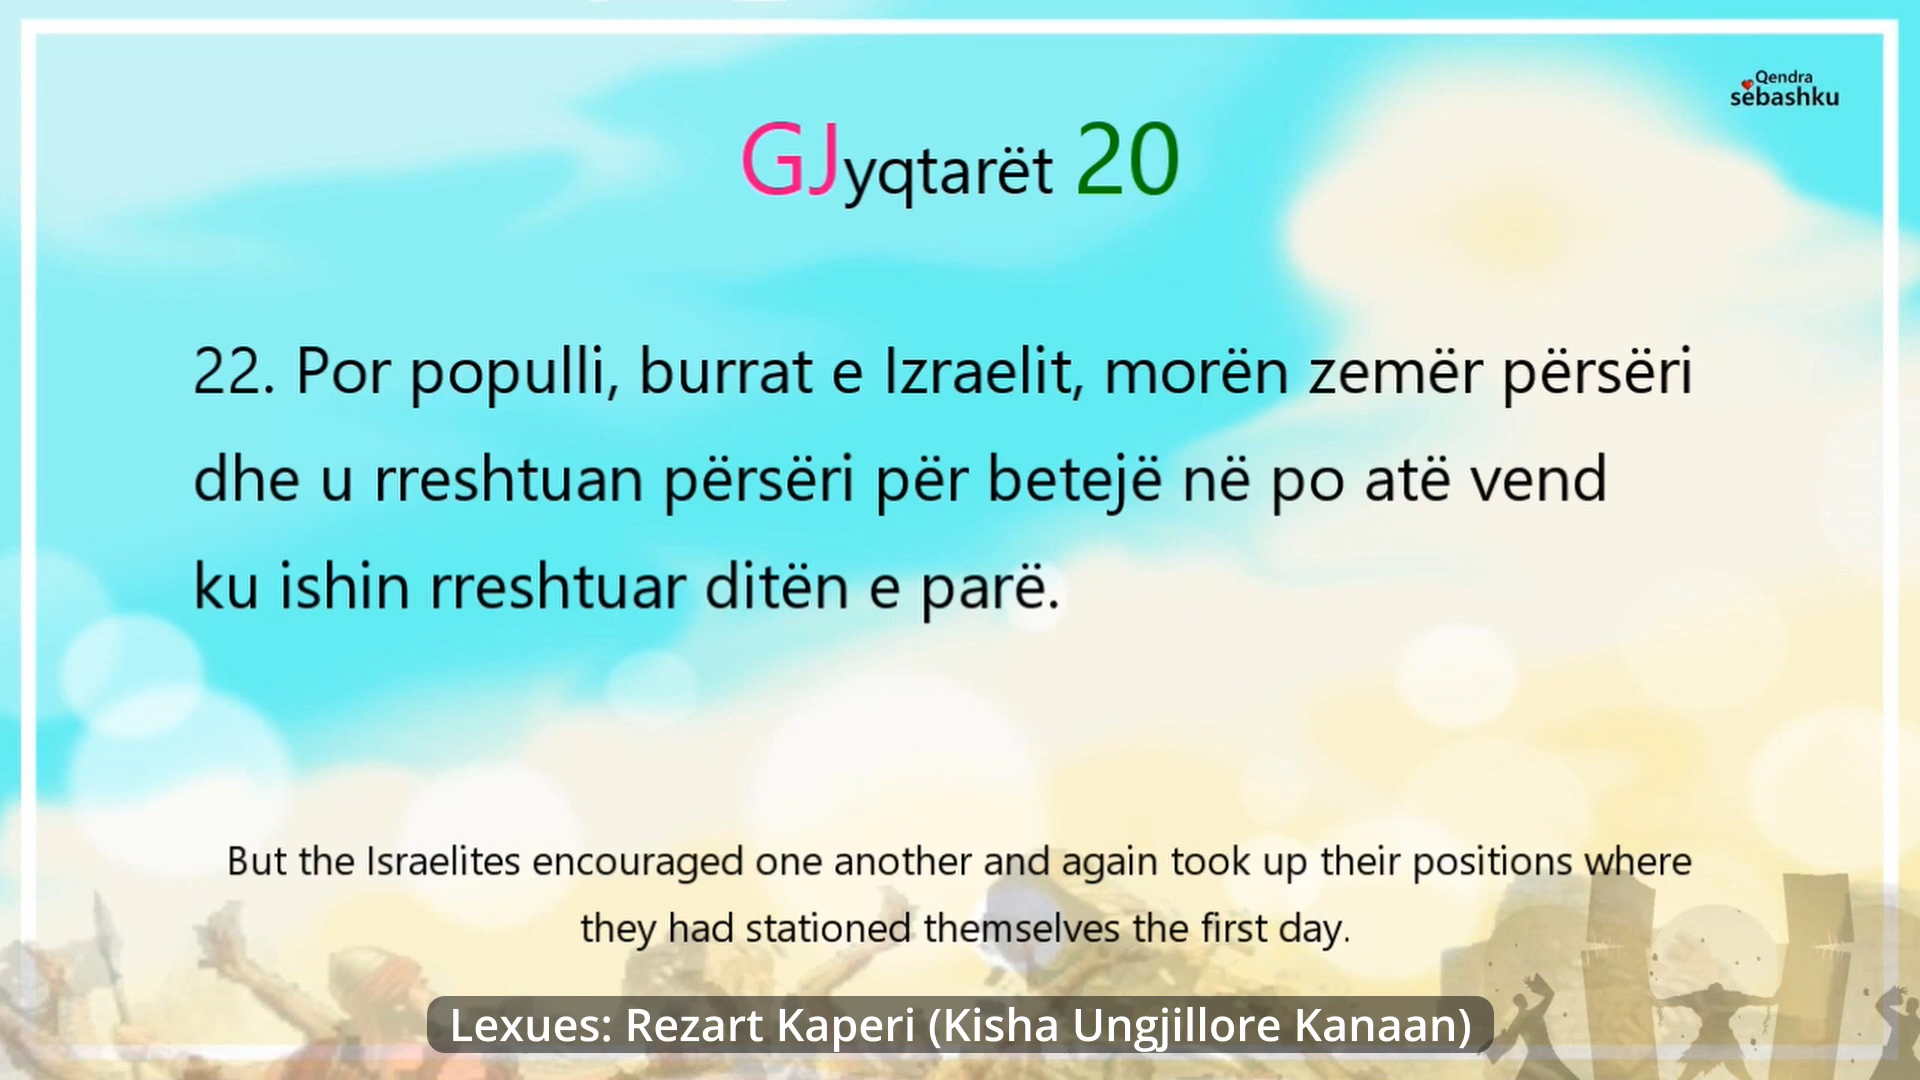 Qendra
sëbashku
GJyqtarët 20
22. Por populli, burrat e Izraelit, morën zemër përsëri
dhe u rreshtuan përsëri për betejë në po atë vend
ku ishin rreshtuar ditën e parë.
But the Israelites encouraged one another and again took up their positions where
they had stationed themselves the first day.
Lexues: Rezart Kaperi (Kisha Ungjillore Kanaan)